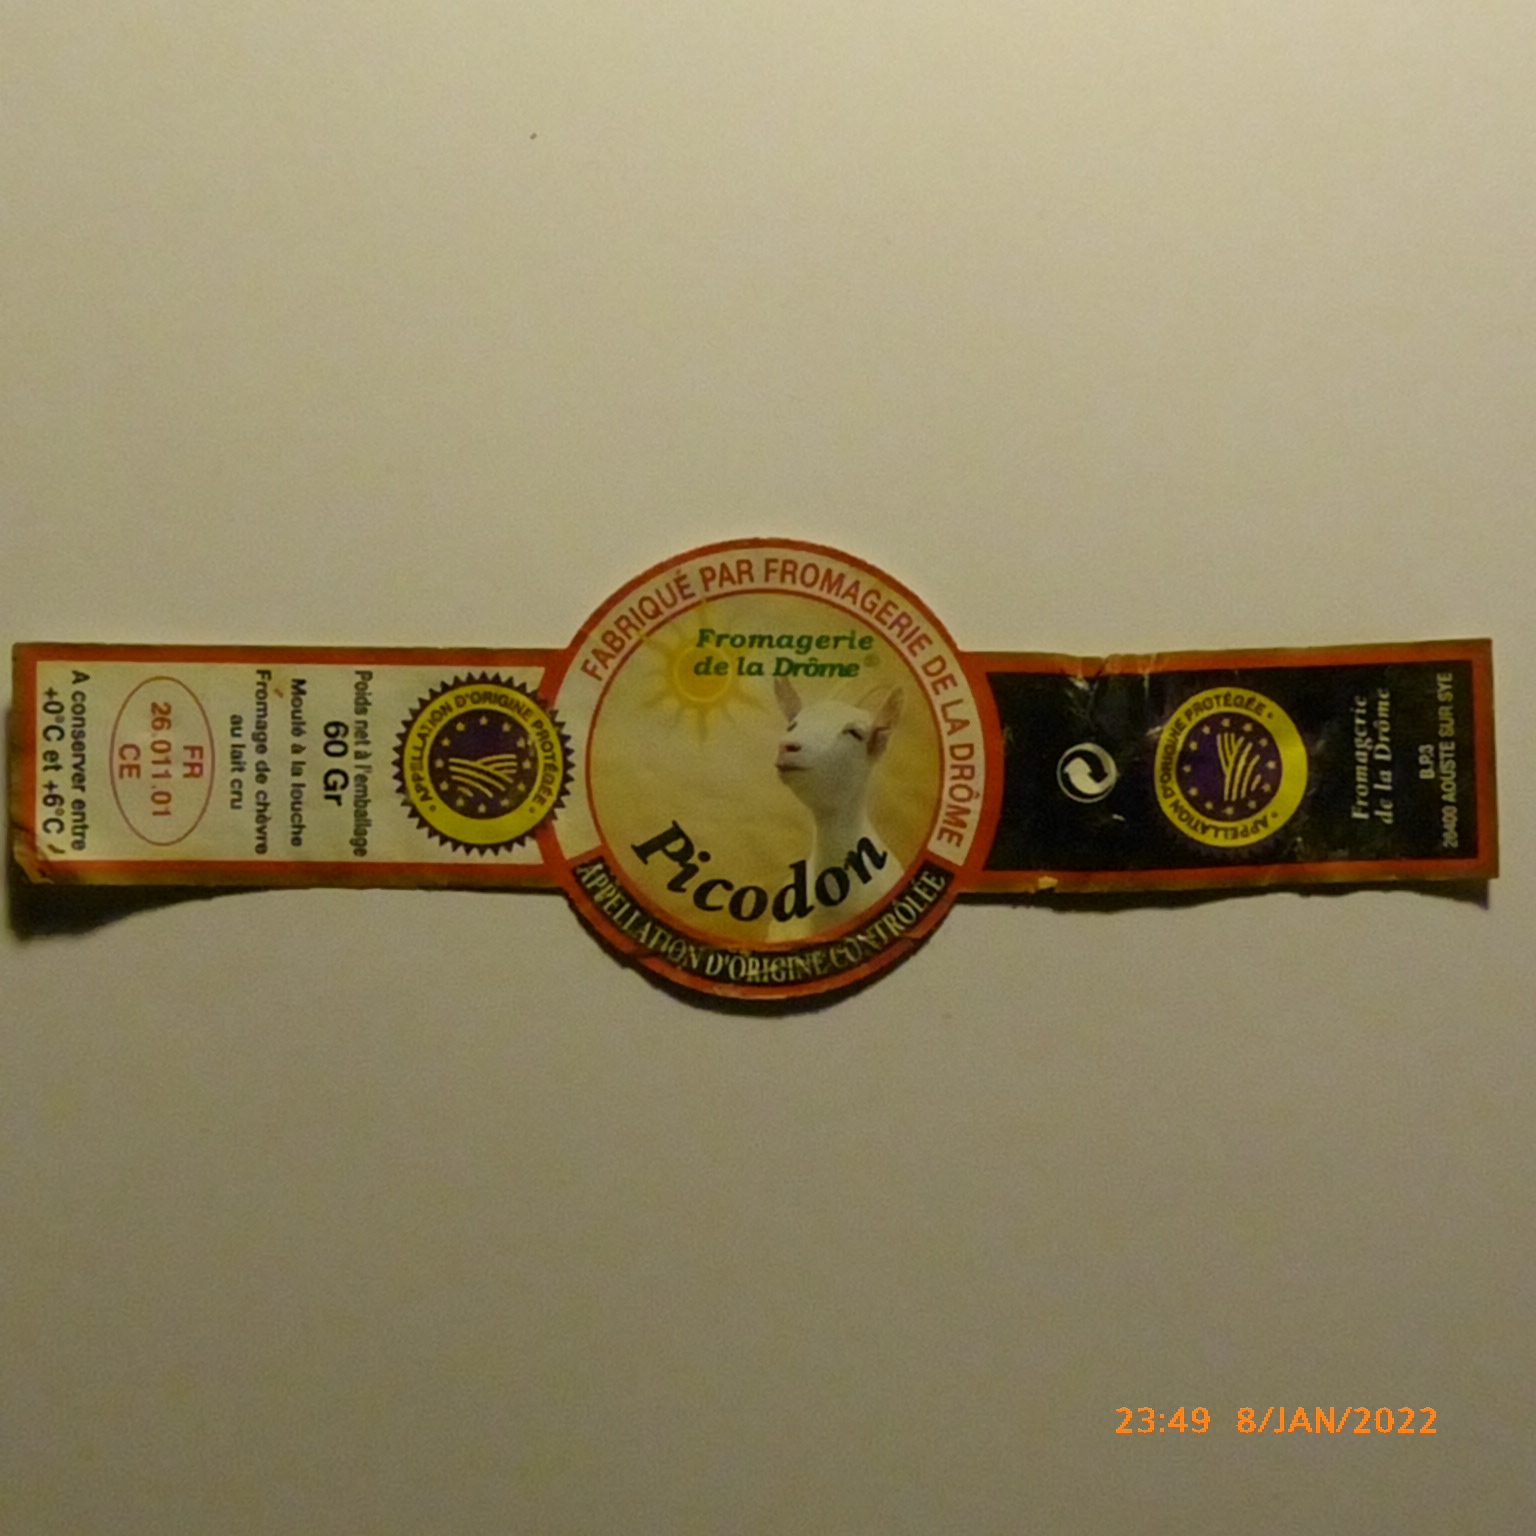 A conserver entre
+0°C et +6°C
FR
26.011.01
CE
Fromage de chèvre
au lait cru
Moulé à la louche
Poids net à l'emballage
60 Gr
APPELLATION D'ORIGINE PROTÉGÉE
FABRIQUÉ PAR FROMAGERIE DE LA DRÔME
Fromagerie
de la Drôme®
Picodon
APPELLATION D'ORIGINE CONTRÔLÉE
APPELLATION D'ORIGINE PROTÉGÉE
Fromagerie
de la Drôme
B.P.3
26400 AOUSTE SUR SYE
23:49 8/JAN/2022